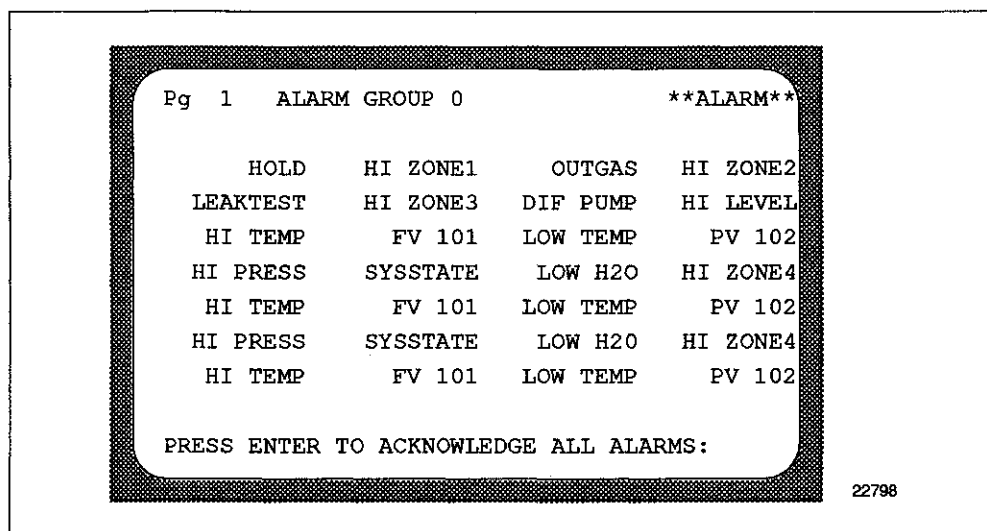 Pg 1 ALARM GROUP 0 **ALARM**
HOLD HI ZONE1 OUTGAS HI ZONE2
LEAKTEST HI ZONE3 DIF PUMP HI LEVEL
HI TEMP FV 101 LOW TEMP PV 102
HI PRESS SYSSTATE LOW H2O HI ZONE4
HI TEMP FV 101 LOW TEMP PV 102
HI PRESS SYSSTATE LOW H20 HI ZONE4
HI TEMP FV 101 LOW TEMP PV 102
PRESS ENTER TO ACKNOWLEDGE ALL ALARMS:
22798